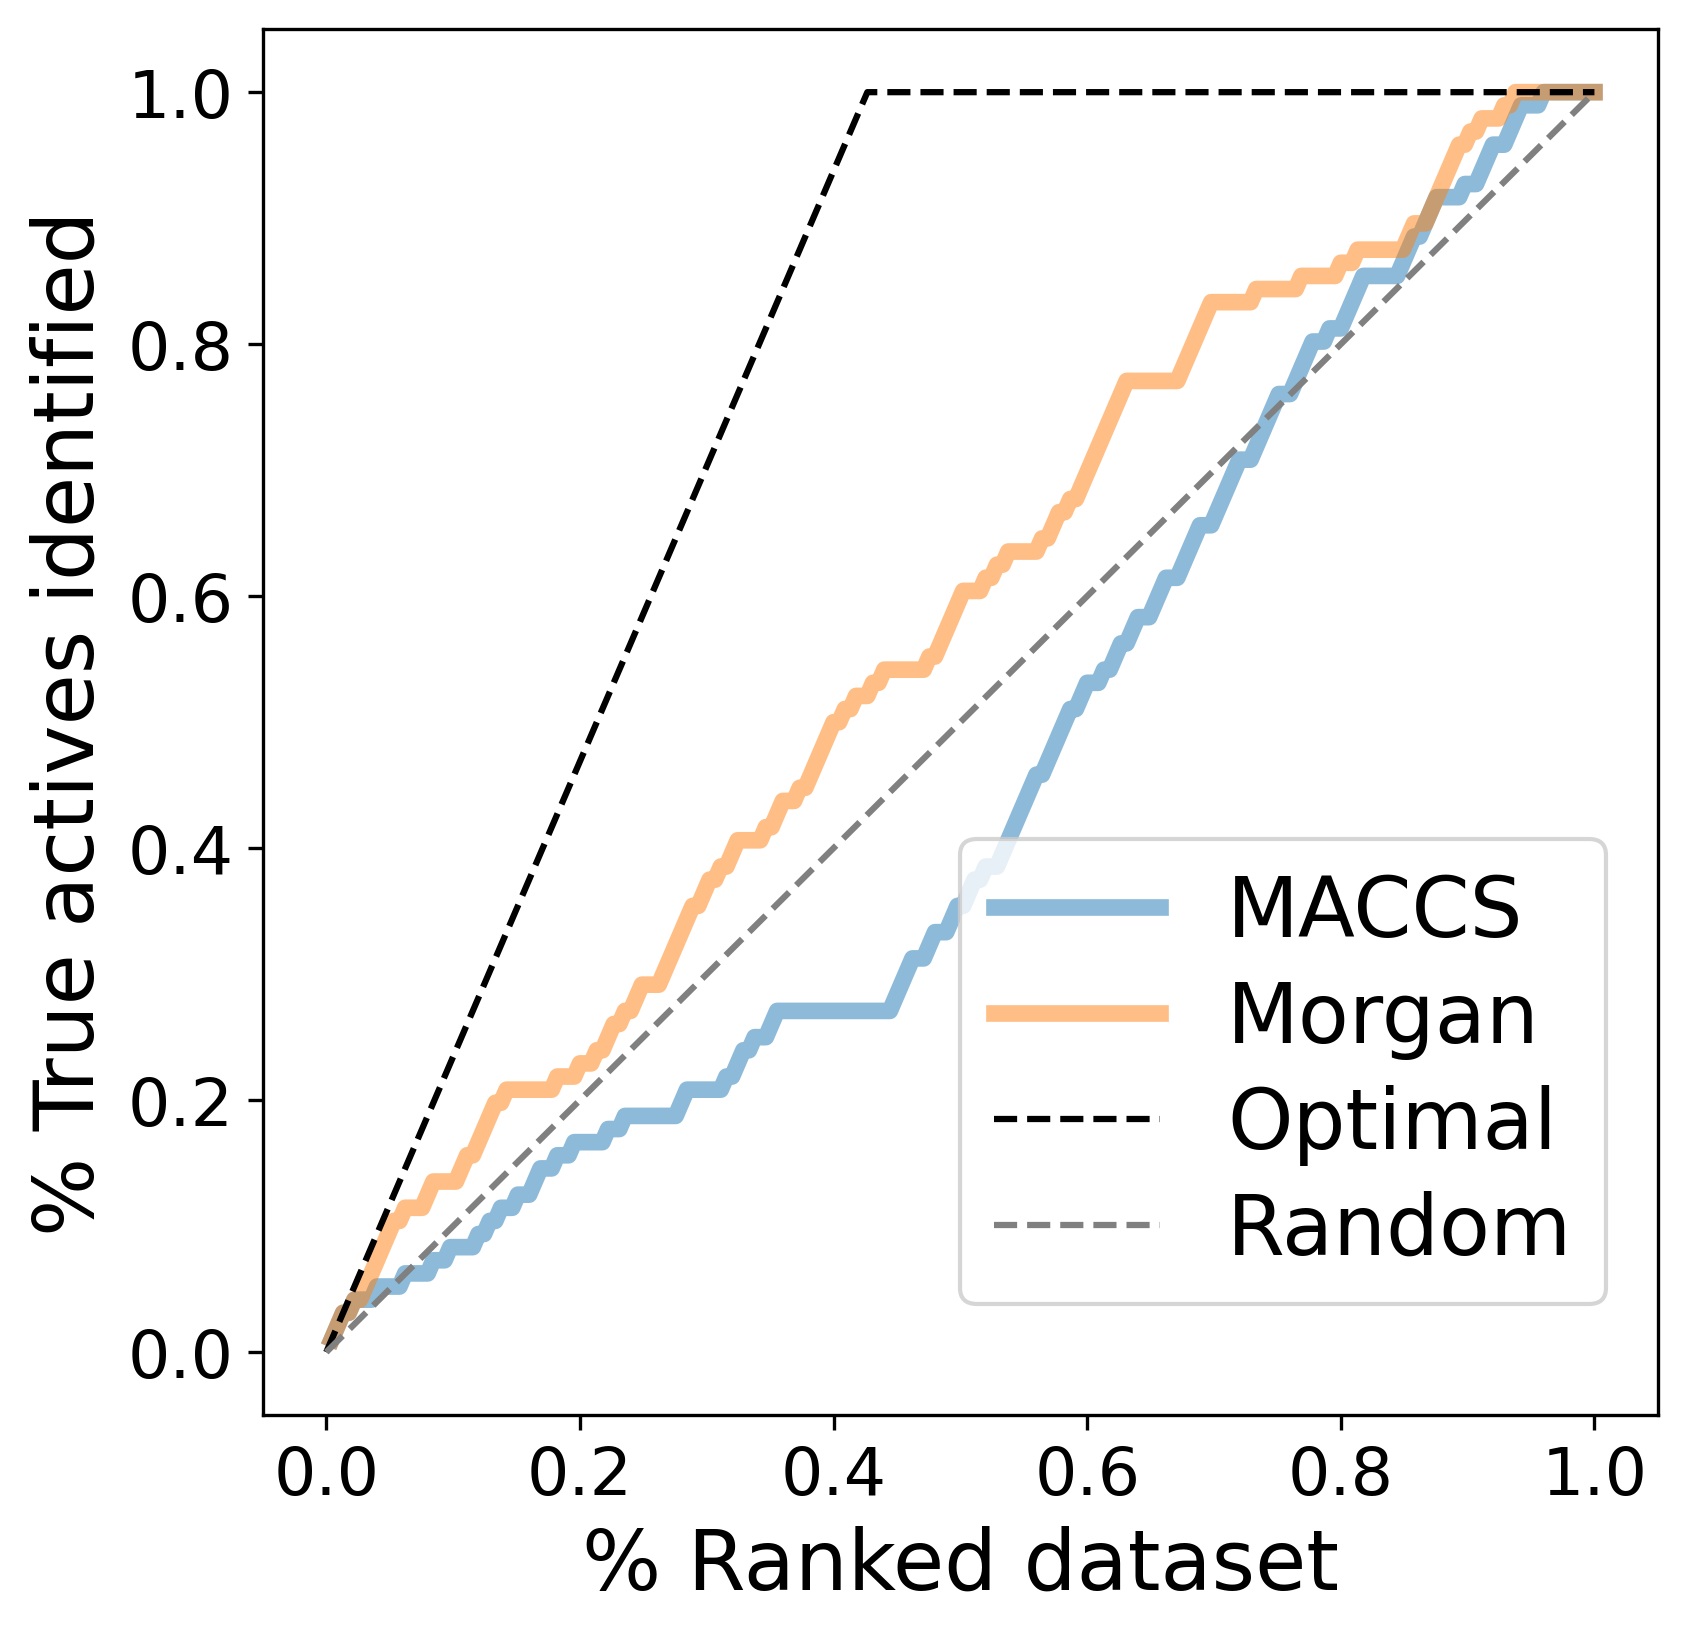 % True actives identified
1.0
0.8
0.6
0.4
0.2
0.0
MACCS
Morgan
Optimal
Random
0.0 0.2 0.4 0.6 0.8 1.0
% Ranked dataset